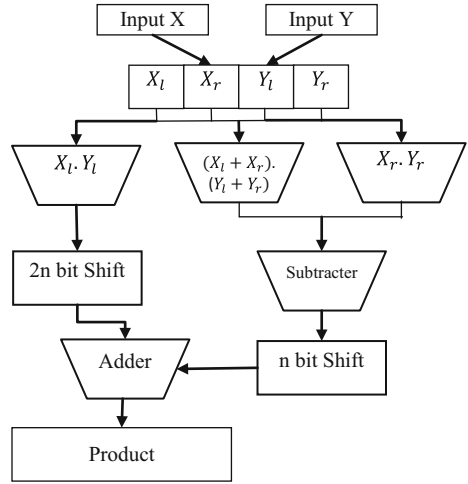 Input X
Input Y
X_l X_r Y_l Y_r
X_l.Y_l
(X_l + X_r).
(Y_l + Y_r)
X_r.Y_r
2n bit Shift
Subtracter
Adder
n bit Shift
Product